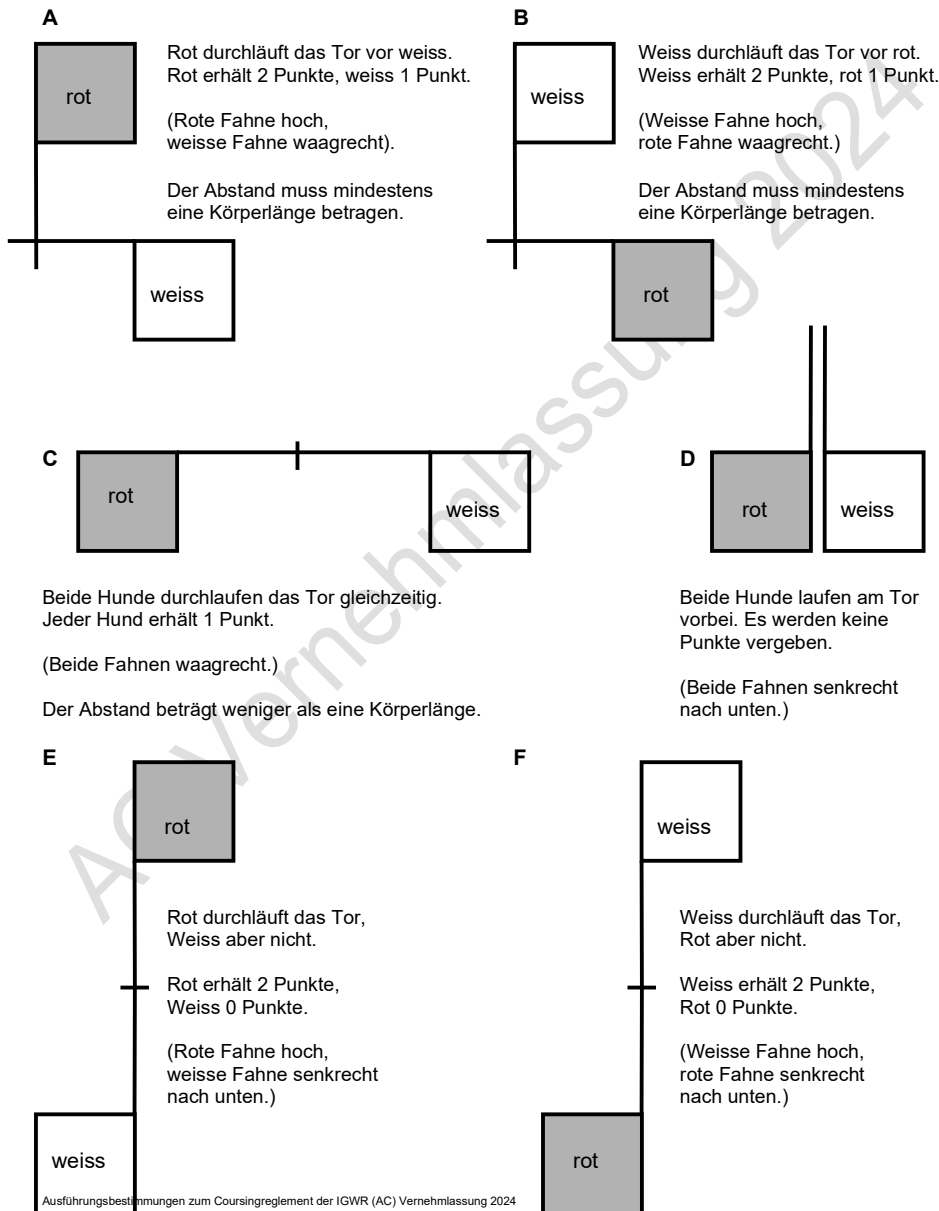 A
rot
Rot durchläuft das Tor vor weiss.
Rot erhält 2 Punkte, weiss 1 Punkt.
(Rote Fahne hoch,
weisse Fahne waagrecht).
Der Abstand muss mindestens
eine Körperlänge betragen.
weiss
B
weiss
Weiss durchläuft das Tor vor rot.
Weiss erhält 2 Punkte, rot 1 Punkt.
(Weisse Fahne hoch,
rote Fahne waagrecht.)
Der Abstand muss mindestens
eine Körperlänge betragen.
rot
C
rot
weiss
Beide Hunde durchlaufen das Tor gleichzeitig.
Jeder Hund erhält 1 Punkt.
(Beide Fahnen waagrecht.)
Der Abstand beträgt weniger als eine Körperlänge.
D
rot
weiss
Beide Hunde laufen am Tor
vorbei. Es werden keine
Punkte vergeben.
(Beide Fahnen senkrecht
nach unten.)
E
rot
Rot durchläuft das Tor,
Weiss aber nicht.
Rot erhält 2 Punkte,
Weiss 0 Punkte.
(Rote Fahne hoch,
weisse Fahne senkrecht
nach unten.)
weiss
F
weiss
Weiss durchläuft das Tor,
Rot aber nicht.
Weiss erhält 2 Punkte,
Rot 0 Punkte.
(Weisse Fahne hoch,
rote Fahne senkrecht
nach unten.)
rot
Ausführungsbestimmungen zum Coursingreglement der IGWR (AC) Vernehmlassung 2024
AC Vernehmlassung 2024